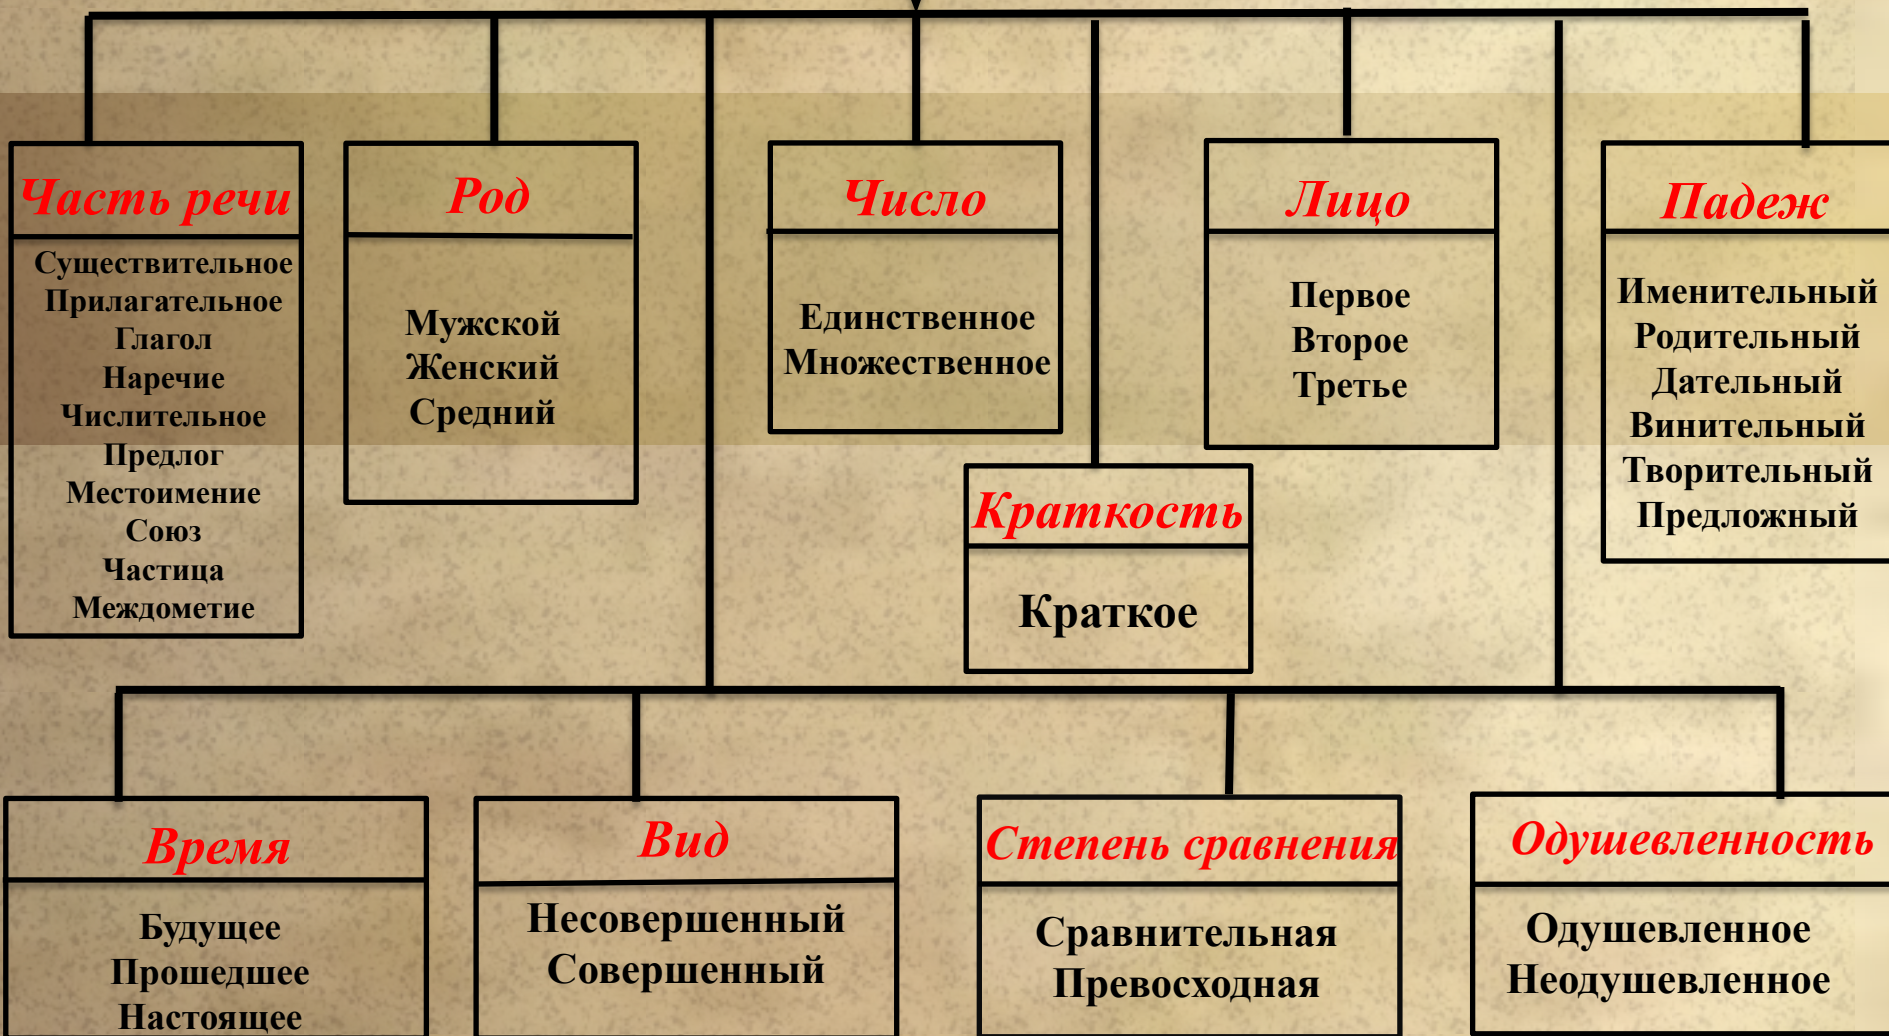 Часть речи
Существительное
Прилагательное
Глагол
Наречие
Числительное
Предлог
Местоимение
Союз
Частица
Междометие
Род
Мужской
Женский
Средний
Число
Единственное
Множественное
Лицо
Первое
Второе
Третье
Падеж
Именительный
Родительный
Дательный
Винительный
Творительный
Предложный
Краткость
Краткое
Время
Будущее
Прошедшее
Настоящее
Вид
Несовершенный
Совершенный
Степень сравнения
Сравнительная
Превосходная
Одушевленность
Одушевленное
Неодушевленное